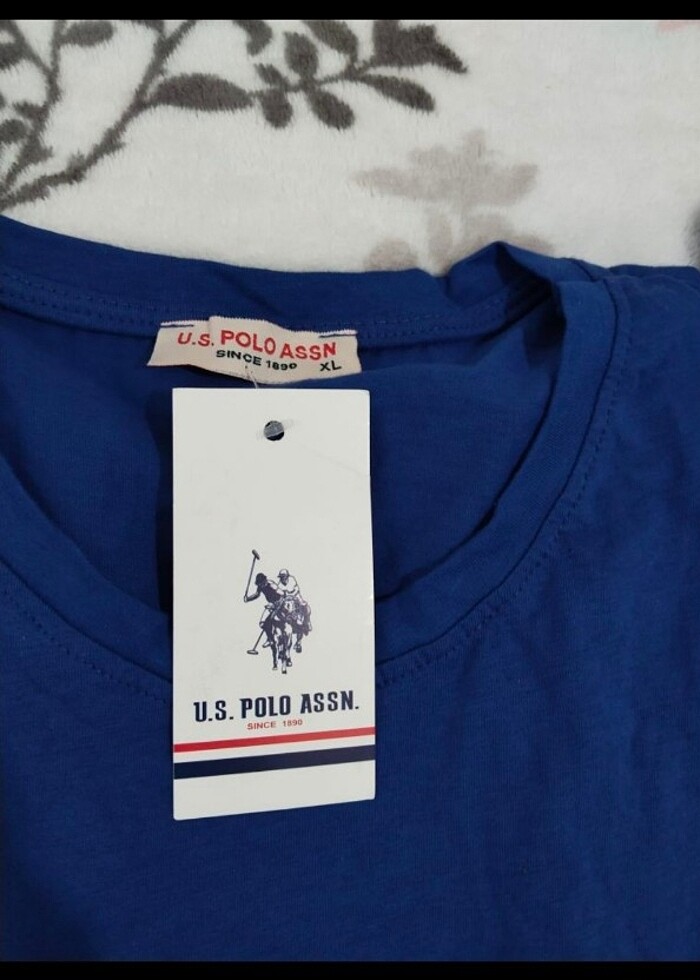 U.S. POLO ASSN
SINCE 1890 XL
U.S. POLO ASSN.
SINCE 1890